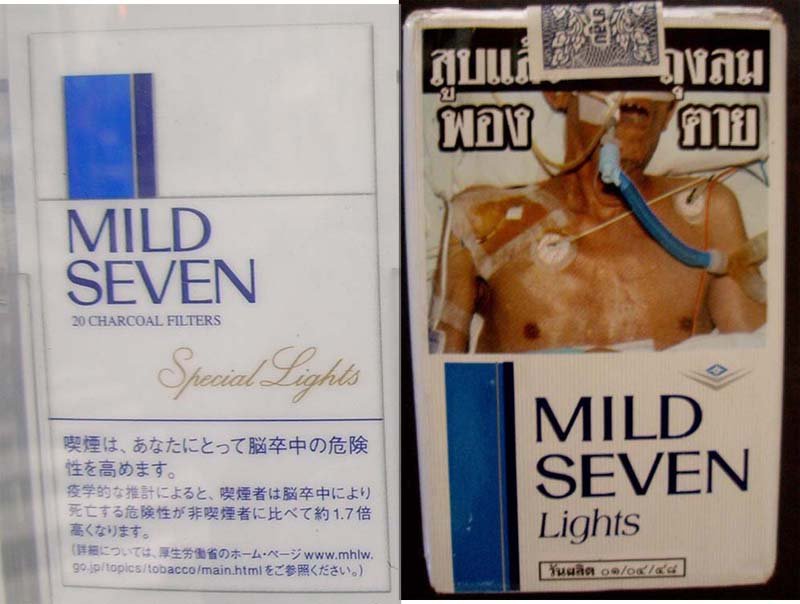 MILD
SEVEN
20 CHARCOAL FILTERS
Special Lights
喫煙は、あなたにとって脳卒中の危険
性を高めます。
疫学的な推計によると、喫煙者は脳卒中により
死亡する危険性が非喫煙者に比べて約1.7倍
高くなります。
(詳細については、厚生労働省のホーム・ページ www.mhlw.
go.jp/topics/tobacco/main.htmlをご参照ください。)
สูบแล้ว ถุงลม
พอง ตาย
MILD
SEVEN
Lights
วันผลิต ๐๑/๐๔/๔๘